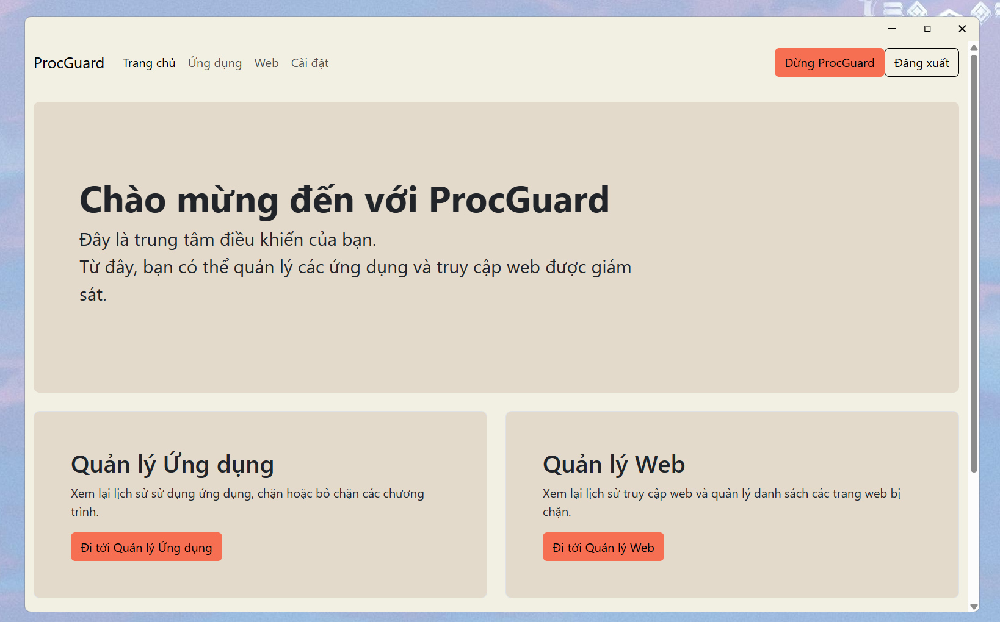 ProcGuard Trang chủ Ứng dụng Web Cài đặt Dừng ProcGuard Đăng xuất
Chào mừng đến với ProcGuard
Đây là trung tâm điều khiển của bạn.
Từ đây, bạn có thể quản lý các ứng dụng và truy cập web được giám
sát.
Quản lý Ứng dụng
Xem lại lịch sử sử dụng ứng dụng, chặn hoặc bỏ chặn các chương
trình.
Đi tới Quản lý Ứng dụng
Quản lý Web
Xem lại lịch sử truy cập web và quản lý danh sách các trang web bị
chặn.
Đi tới Quản lý Web